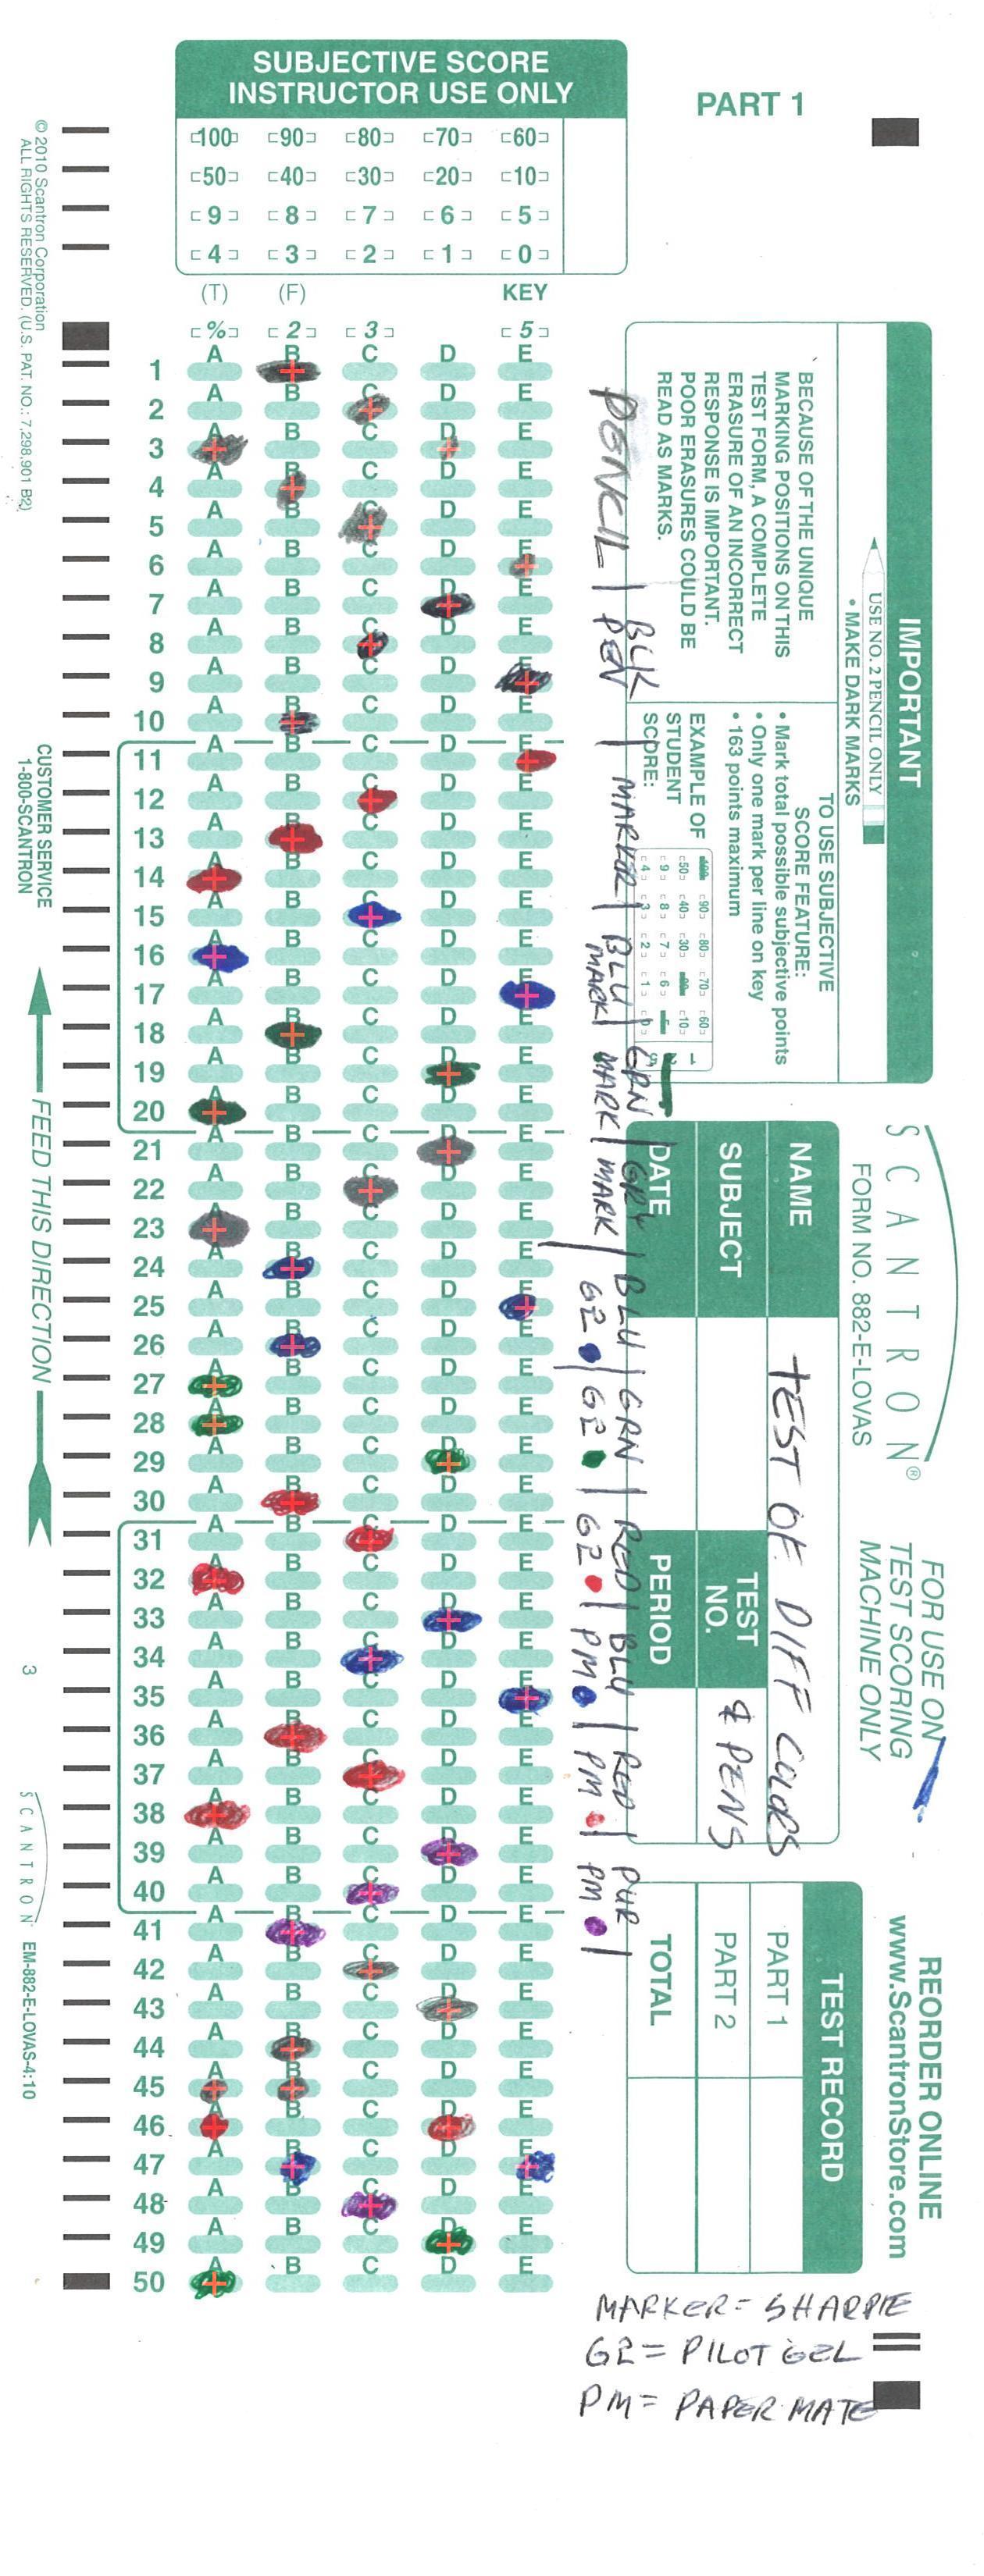 SUBJECTIVE SCORE
INSTRUCTOR USE ONLY
100 90 80 70 60
50 40 30 20 10
9 8 7 6 5
4 3 2 1 0
(T) (F) KEY
% 2 3 5
PART 1
1 A B C D E
2 A B C D E
3 A B C D E
4 A B C D E
5 A B C D E
6 A B C D E
7 A B C D E
8 A B C D E
9 A B C D E
10 A B C D E
11 A B C D E
12 A B C D E
13 A B C D E
14 A B C D E
15 A B C D E
16 A B C D E
17 A B C D E
18 A B C D E
19 A B C D E
20 A B C D E
21 A B C D E
22 A B C D E
23 A B C D E
24 A B C D E
25 A B C D E
26 A B C D E
27 A B C D E
28 A B C D E
29 A B C D E
30 A B C D E
31 A B C D E
32 A B C D E
33 A B C D E
34 A B C D E
35 A B C D E
36 A B C D E
37 A B C D E
38 A B C D E
39 A B C D E
40 A B C D E
41 A B C D E
42 A B C D E
43 A B C D E
44 A B C D E
45 A B C D E
46 A B C D E
47 A B C D E
48 A B C D E
49 A B C D E
50 A B C D E
© 2010 Scantron Corporation
ALL RIGHTS RESERVED. (U.S. PAT. NO.: 7,298,901 B2)
CUSTOMER SERVICE
1-800-SCANTRON
FEED THIS DIRECTION
3
SCANTRON EM-882-E-LOVAS-4:10
IMPORTANT
USE NO. 2 PENCIL ONLY
• MAKE DARK MARKS
BECAUSE OF THE UNIQUE
MARKING POSITIONS ON THIS
TEST FORM, A COMPLETE
ERASURE OF AN INCORRECT
RESPONSE IS IMPORTANT.
POOR ERASURES COULD BE
READ AS MARKS.
TO USE SUBJECTIVE
SCORE FEATURE:
• Mark total possible subjective points
• Only one mark per line on key
• 163 points maximum
EXAMPLE OF
STUDENT
SCORE:
SCANTRON®
FORM NO. 882-E-LOVAS
FOR USE ON
TEST SCORING
MACHINE ONLY
NAME TEST OF DIFF COLORS
SUBJECT
TEST NO. & PENS
DATE
PERIOD
PENCIL | BLK PEN | MARKER | BLU MARK | GRN MARK | GRY MARK | BLU G2 | GRN G2 | RED G2 | BLU PM | RED PM | PUR PM
REORDER ONLINE
www.ScantronStore.com
TEST RECORD
PART 1
PART 2
TOTAL
MARKER = SHARPIE
G2 = PILOT GEL
PM = PAPER MATE